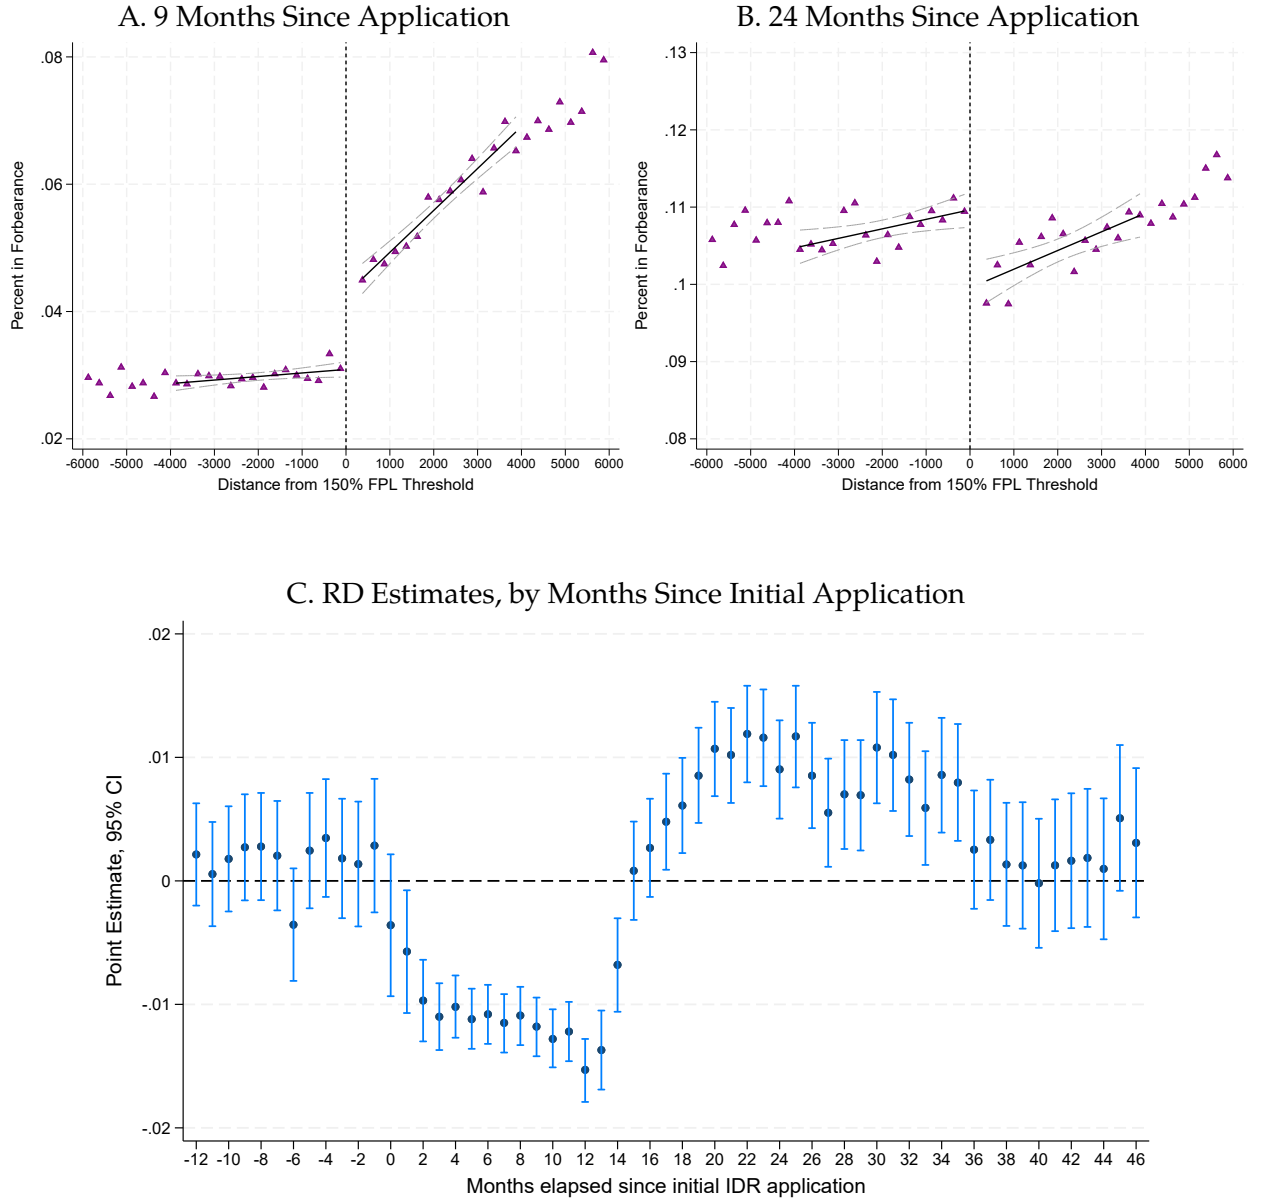 A. 9 Months Since Application
B. 24 Months Since Application
Percent in Forbearance
.08
.06
.04
.02
-6000 -5000 -4000 -3000 -2000 -1000 0 1000 2000 3000 4000 5000 6000
Distance from 150% FPL Threshold
Percent in Forbearance
.13
.12
.11
.1
.09
.08
-6000 -5000 -4000 -3000 -2000 -1000 0 1000 2000 3000 4000 5000 6000
Distance from 150% FPL Threshold
C. RD Estimates, by Months Since Initial Application
Point Estimate, 95% CI
.02
.01
0
-.01
-.02
-12 -10 -8 -6 -4 -2 0 2 4 6 8 10 12 14 16 18 20 22 24 26 28 30 32 34 36 38 40 42 44 46
Months elapsed since initial IDR application